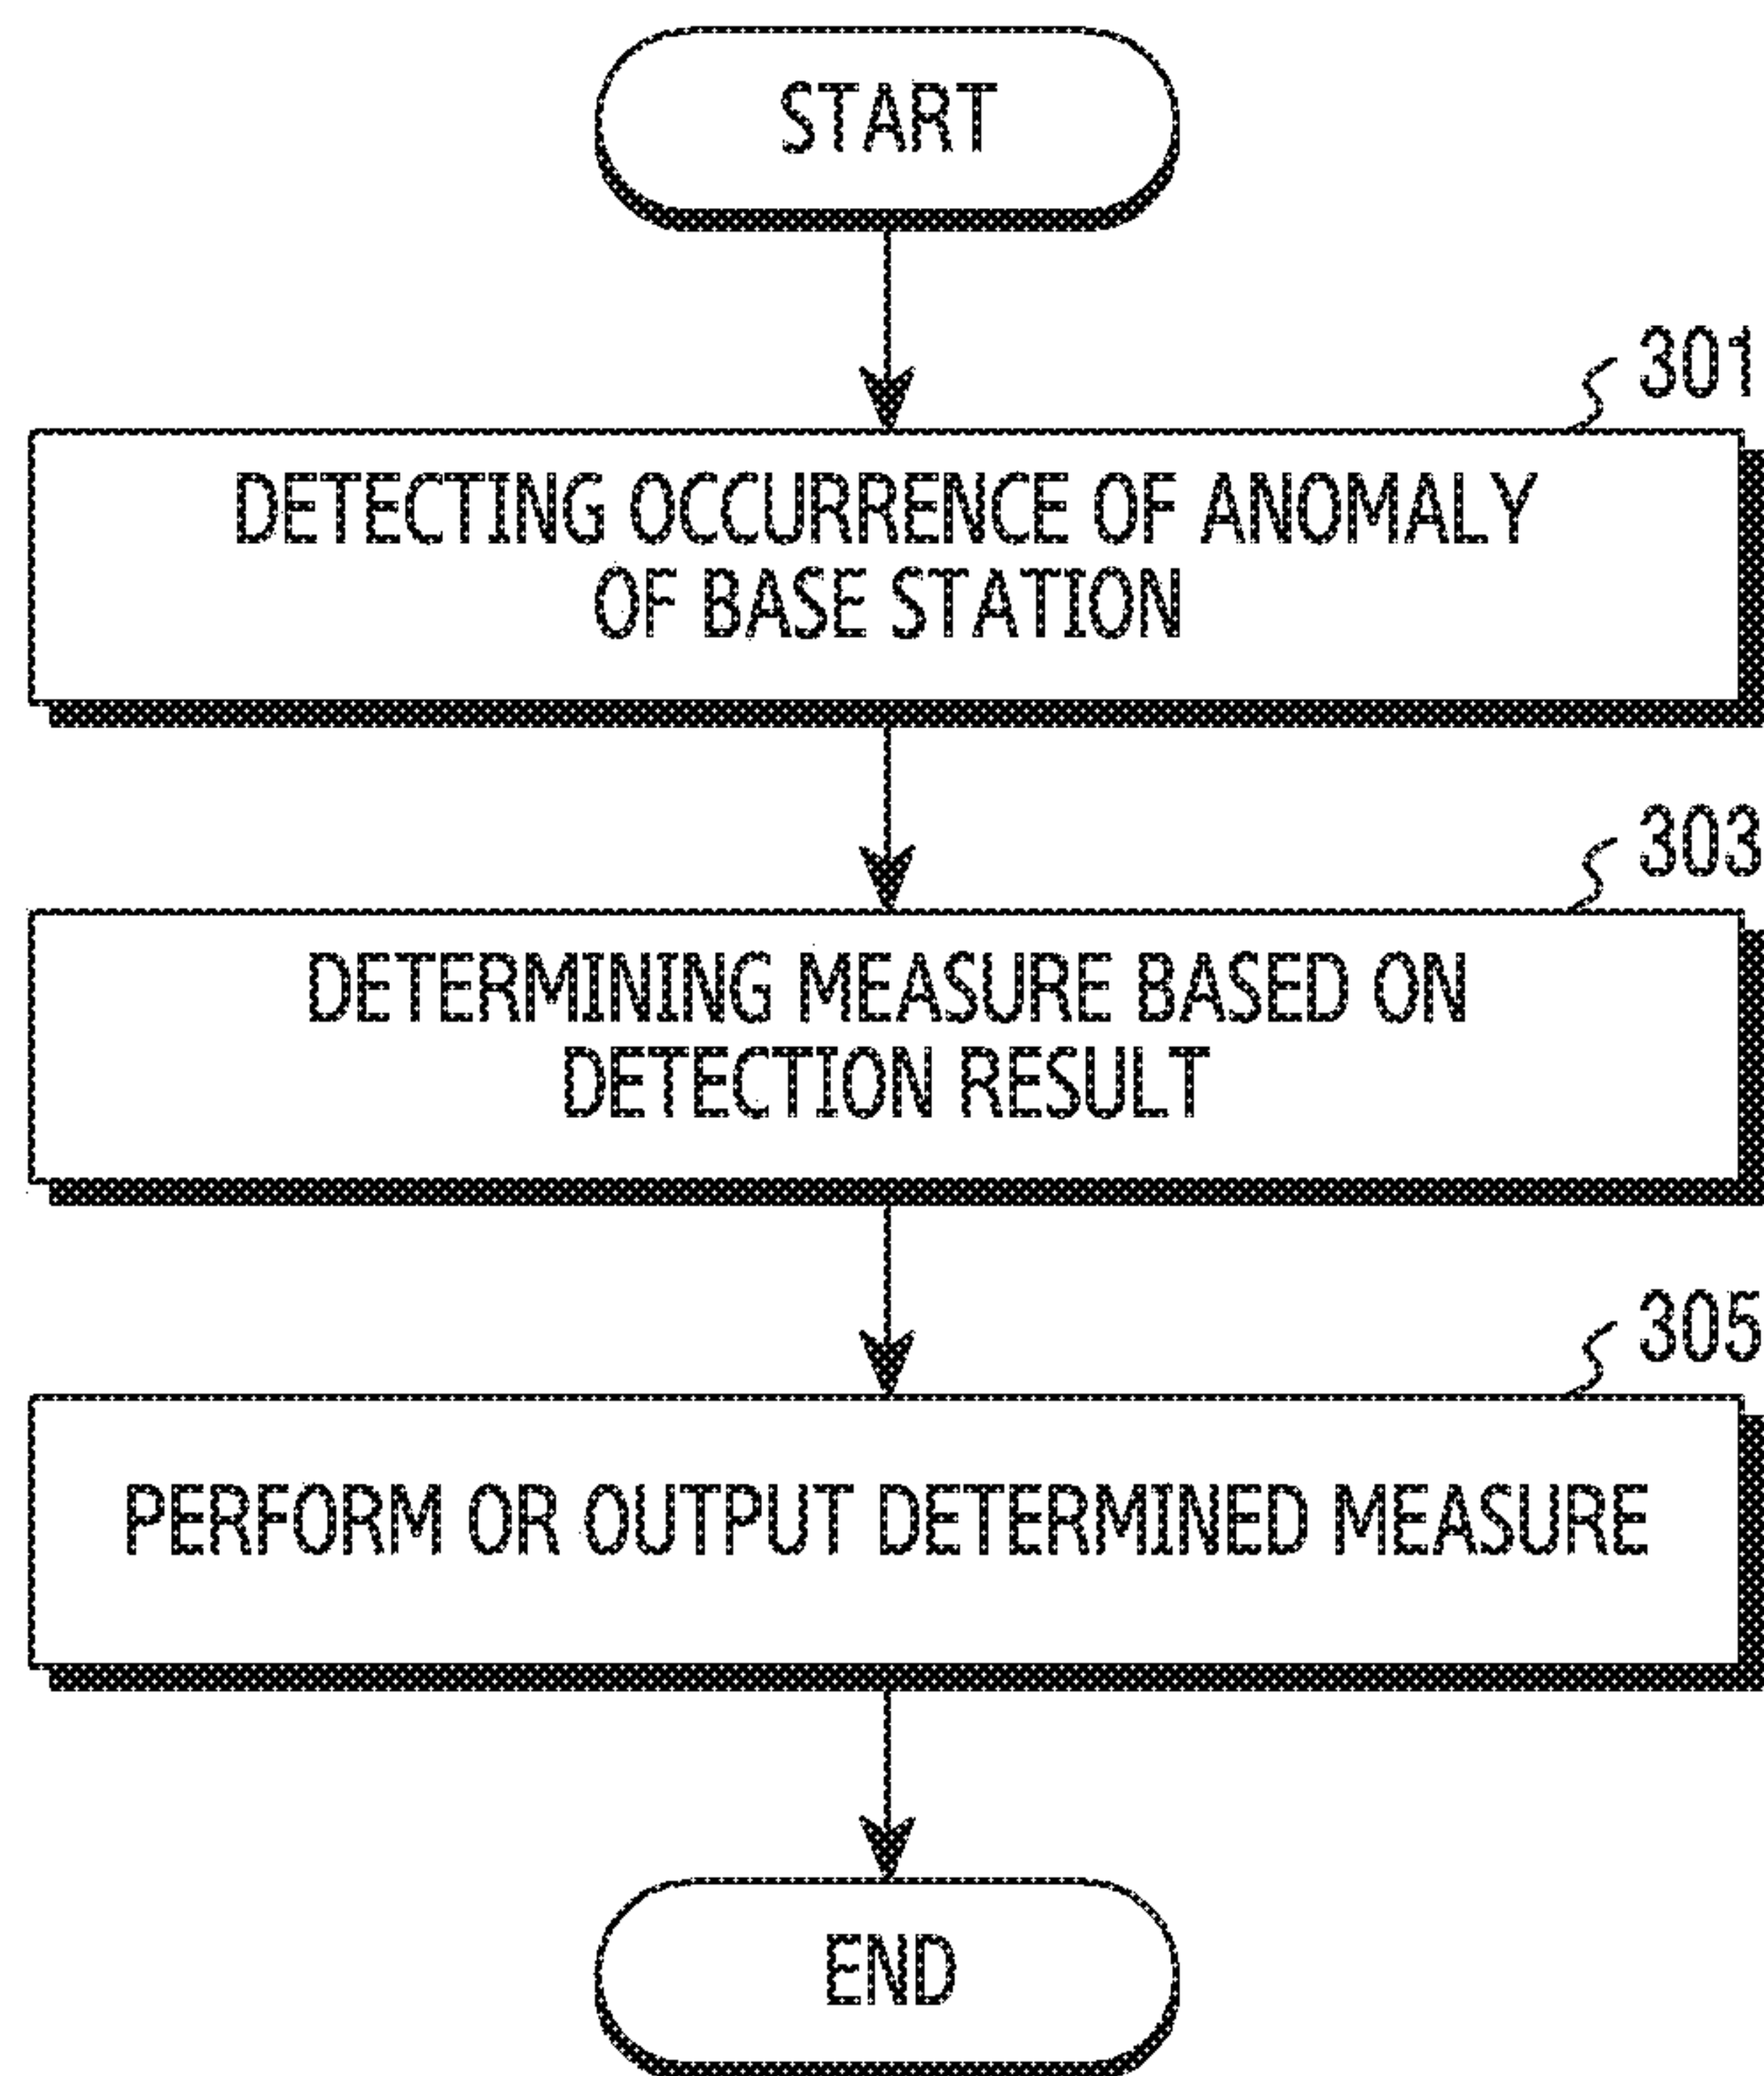 START
301
DETECTING OCCURRENCE OF ANOMALY
OF BASE STATION
303
DETERMINING MEASURE BASED ON
DETECTION RESULT
305
PERFORM OR OUTPUT DETERMINED MEASURE
END